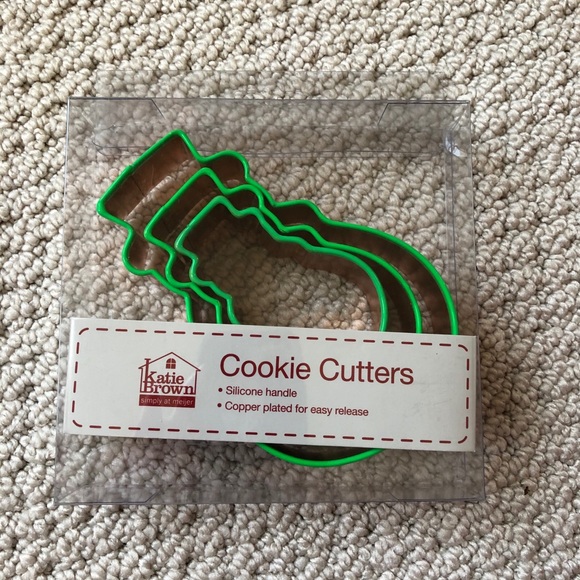 Katie
Brown
simply at meijer
Cookie Cutters
• Silicone handle
• Copper plated for easy release